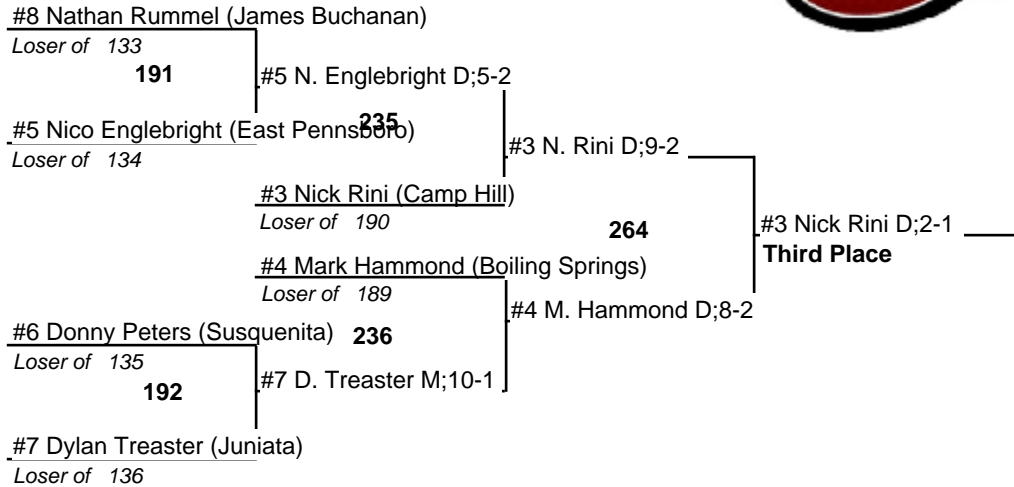 #8 Nathan Rummel (James Buchanan)
Loser of 133
191
#5 N. Englebright D;5-2
235
#5 Nico Englebright (East Pennsboro)
Loser of 134
#3 N. Rini D;9-2
#3 Nick Rini (Camp Hill)
Loser of 190
264
#3 Nick Rini D;2-1
Third Place
#4 Mark Hammond (Boiling Springs)
Loser of 189
#4 M. Hammond D;8-2
#6 Donny Peters (Susquenita)
236
Loser of 135
192
#7 D. Treaster M;10-1
#7 Dylan Treaster (Juniata)
Loser of 136